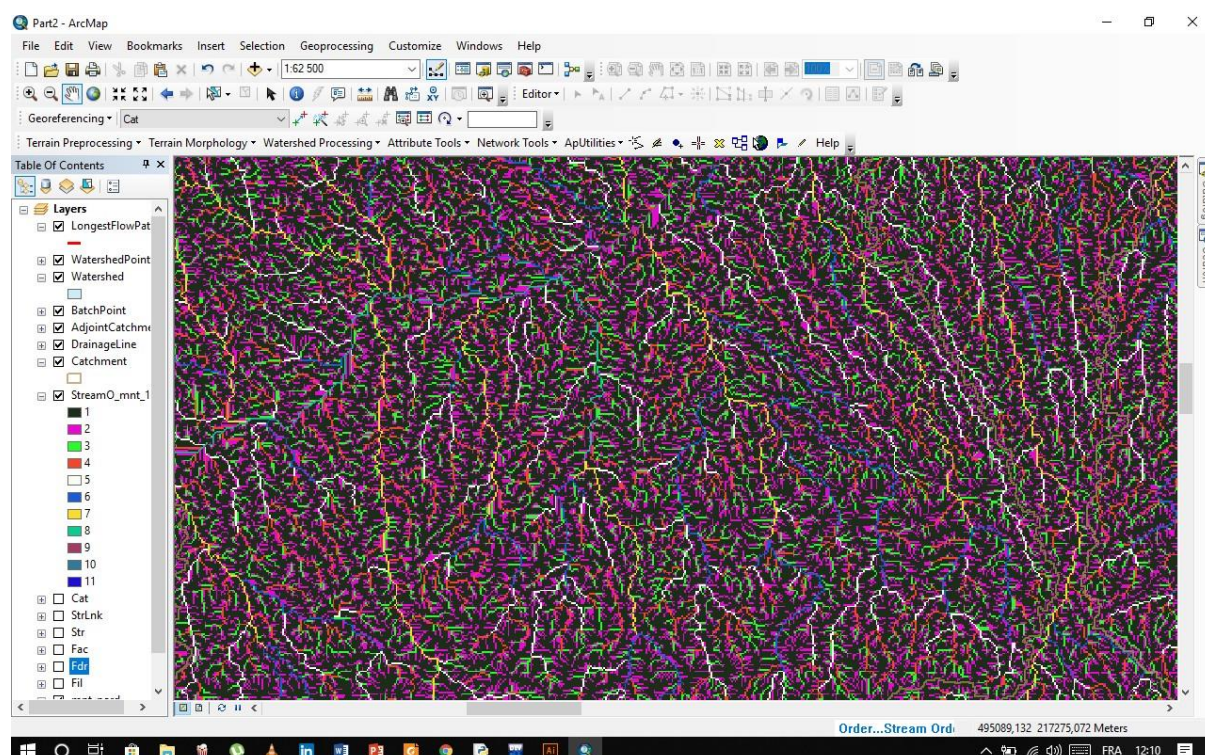 Part2 - ArcMap
File Edit View Bookmarks Insert Selection Geoprocessing Customize Windows Help
1:62 500
Editor
Georeferencing Cat
Terrain Preprocessing Terrain Morphology Watershed Processing Attribute Tools Network Tools ApUtilities Help
Table Of Contents
Layers
LongestFlowPat
WatershedPoint
Watershed
BatchPoint
AdjointCatchme
DrainageLine
Catchment
StreamO_mnt_1
1
2
3
4
5
6
7
8
9
10
11
Cat
StrLnk
Str
Fac
Fdr
Fil
Order...Stream Ord 495089,132 217275,072 Meters
FRA 12:10